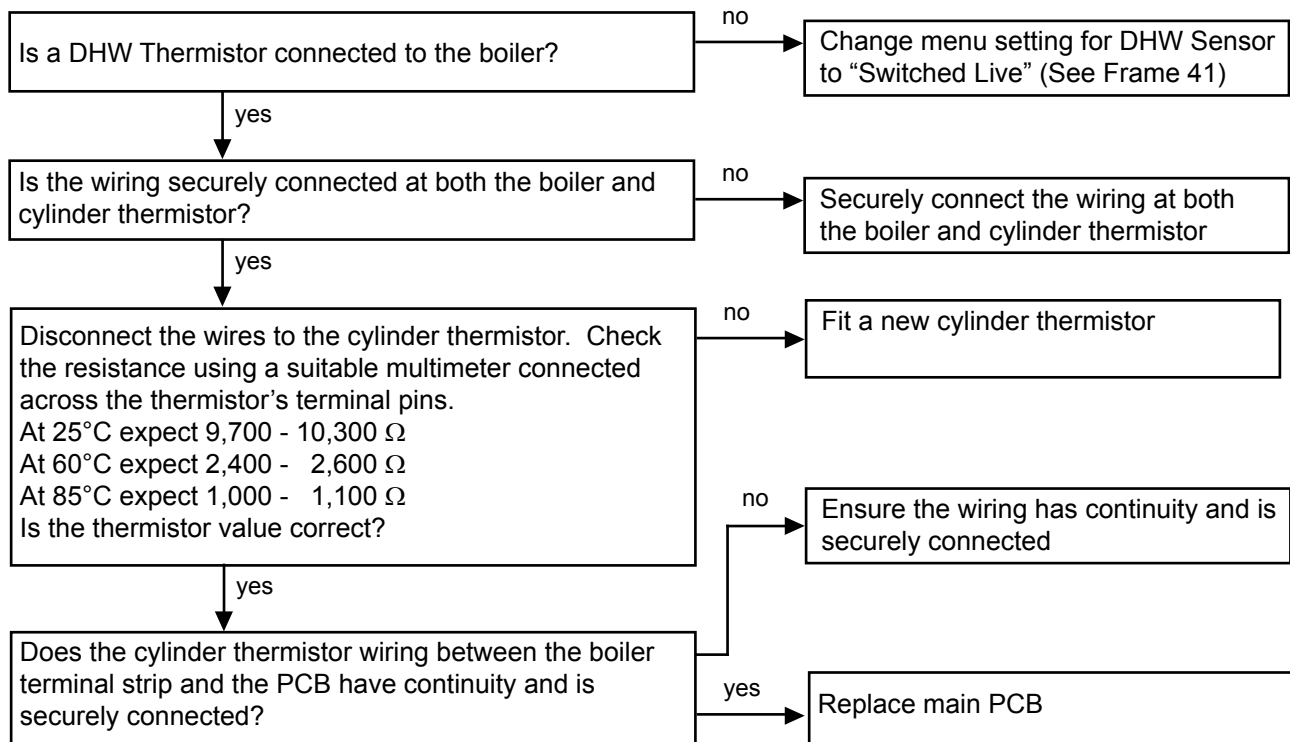 Is a DHW Thermistor connected to the boiler?
no
Change menu setting for DHW Sensor
to “Switched Live” (See Frame 41)
yes
Is the wiring securely connected at both the boiler and
cylinder thermistor?
no
Securely connect the wiring at both
the boiler and cylinder thermistor
yes
Disconnect the wires to the cylinder thermistor.  Check
the resistance using a suitable multimeter connected
across the thermistor’s terminal pins.
At 25°C expect 9,700 - 10,300 Ω
At 60°C expect 2,400 -   2,600 Ω
At 85°C expect 1,000 -   1,100 Ω
Is the thermistor value correct?
no
Fit a new cylinder thermistor
yes
Does the cylinder thermistor wiring between the boiler
terminal strip and the PCB have continuity and is
securely connected?
no
Ensure the wiring has continuity and is
securely connected
yes
Replace main PCB